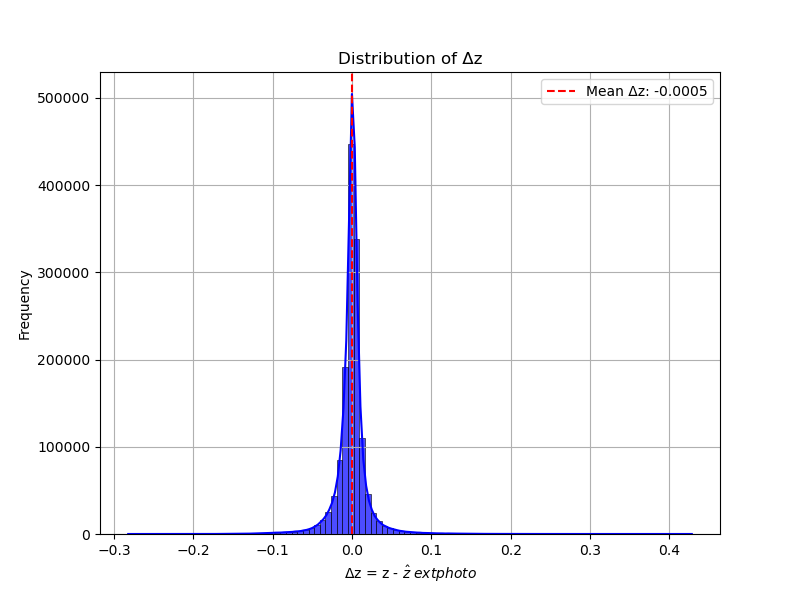 Distribution of Δz
Mean Δz: -0.0005
500000
400000
300000
200000
100000
0
Frequency
−0.3 −0.2 −0.1 0.0 0.1 0.2 0.3 0.4
Δz = z - ẑ extphoto